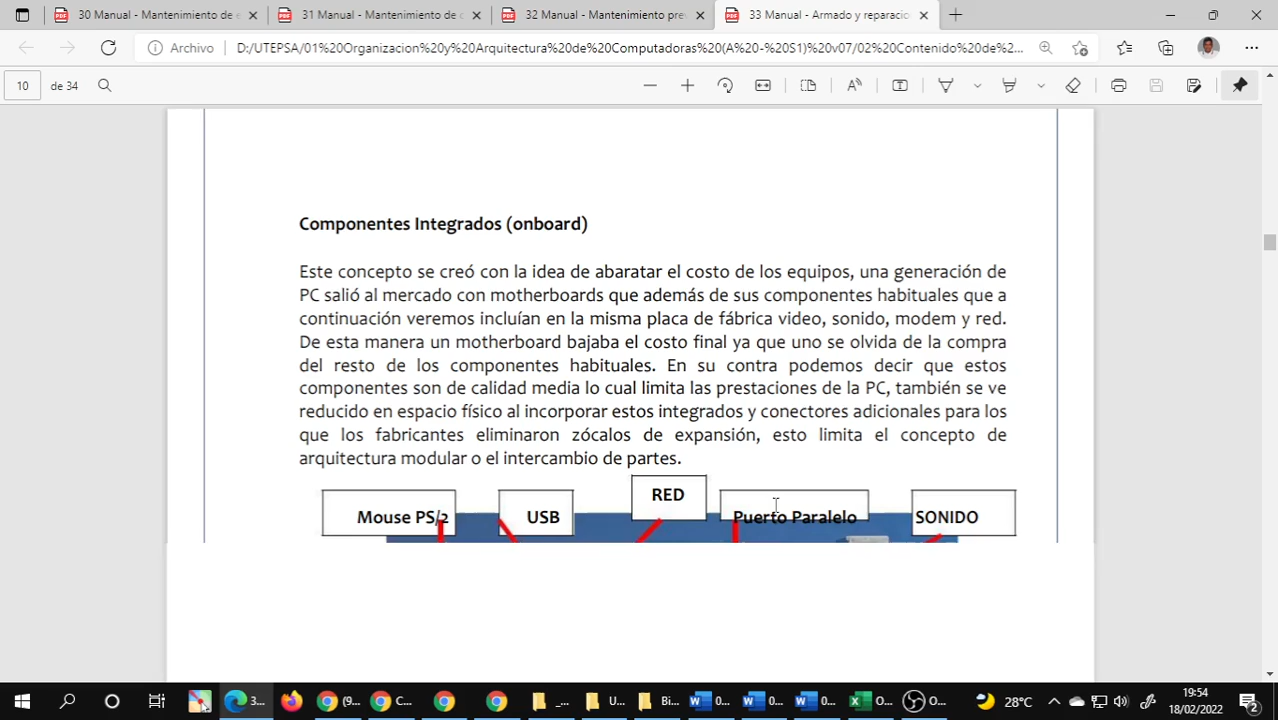 30 Manual - Mantenimiento de e
31 Manual - Mantenimiento de c
32 Manual - Mantenimiento pre
33 Manual - Armado y reparacio
Archivo
D:/UTEPSA/01%20Organizacion%20y%20Arquitectura%20de%20Computadoras%20(A%20-%20S1)%20v07/02%20Contenido%20de%...
10
de 34
Componentes Integrados (onboard)
Este concepto se creó con la idea de abaratar el costo de los equipos, una generación de
PC salió al mercado con motherboards que además de sus componentes habituales que a
continuación veremos incluían en la misma placa de fábrica video, sonido, modem y red.
De esta manera un motherboard bajaba el costo final ya que uno se olvida de la compra
del resto de los componentes habituales. En su contra podemos decir que estos
componentes son de calidad media lo cual limita las prestaciones de la PC, también se ve
reducido en espacio físico al incorporar estos integrados y conectores adicionales para los
que los fabricantes eliminaron zócalos de expansión, esto limita el concepto de
arquitectura modular o el intercambio de partes.
Mouse PS/2
USB
RED
Puerto Paralelo
SONIDO
3...
(9...
C...
_...
U...
Bi...
0...
0...
0...
O...
O...
28°C
19:54
18/02/2022
2